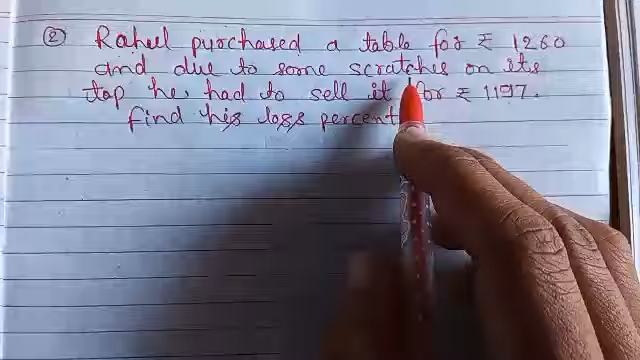 ② Rahul purchased a table for ₹ 1260
and due to some scratches on its
top he had to sell it for ₹ 1197.
Find his loss percent